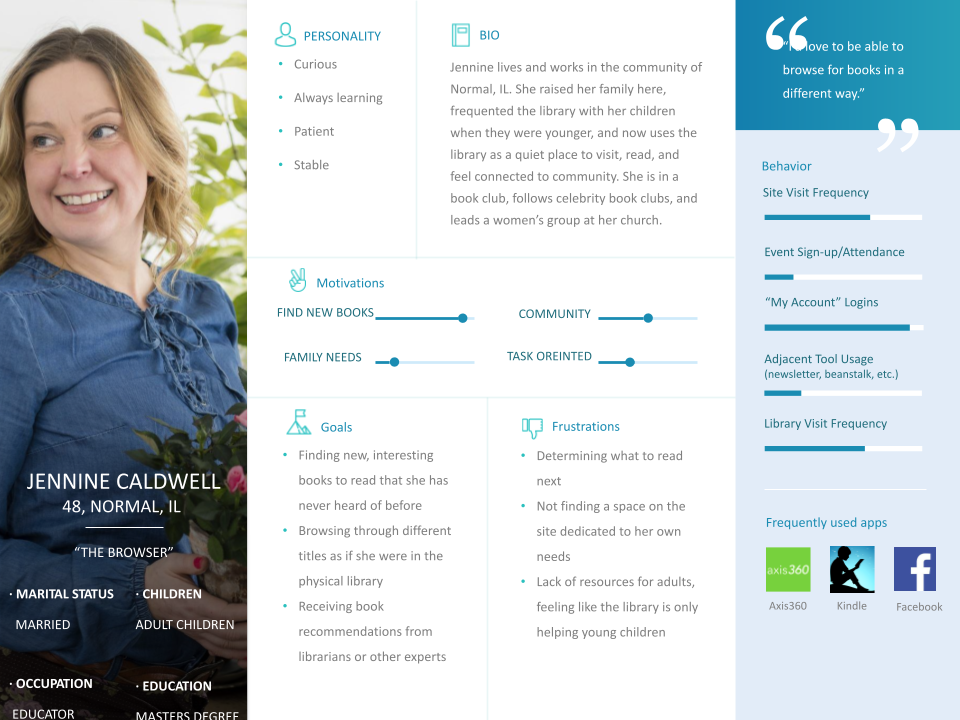 JENNINE CALDWELL
48, NORMAL, IL
“THE BROWSER”
· MARITAL STATUS
MARRIED
· CHILDREN
ADULT CHILDREN
· OCCUPATION
EDUCATOR
· EDUCATION
MASTERS DEGREE
PERSONALITY
• Curious
• Always learning
• Patient
• Stable
BIO
Jennine lives and works in the community of
Normal, IL. She raised her family here,
frequented the library with her children
when they were younger, and now uses the
library as a quiet place to visit, read, and
feel connected to community. She is in a
book club, follows celebrity book clubs, and
leads a women’s group at her church.
Motivations
FIND NEW BOOKS
COMMUNITY
FAMILY NEEDS
TASK OREINTED
Goals
• Finding new, interesting
books to read that she has
never heard of before
• Browsing through different
titles as if she were in the
physical library
• Receiving book
recommendations from
librarians or other experts
Frustrations
• Determining what to read
next
• Not finding a space on the
site dedicated to her own
needs
• Lack of resources for adults,
feeling like the library is only
helping young children
love to be able to
browse for books in a
different way.”
Behavior
Site Visit Frequency
Event Sign-up/Attendance
“My Account” Logins
Adjacent Tool Usage
(newsletter, beanstalk, etc.)
Library Visit Frequency
Frequently used apps
axis360
Axis360
Kindle
Facebook